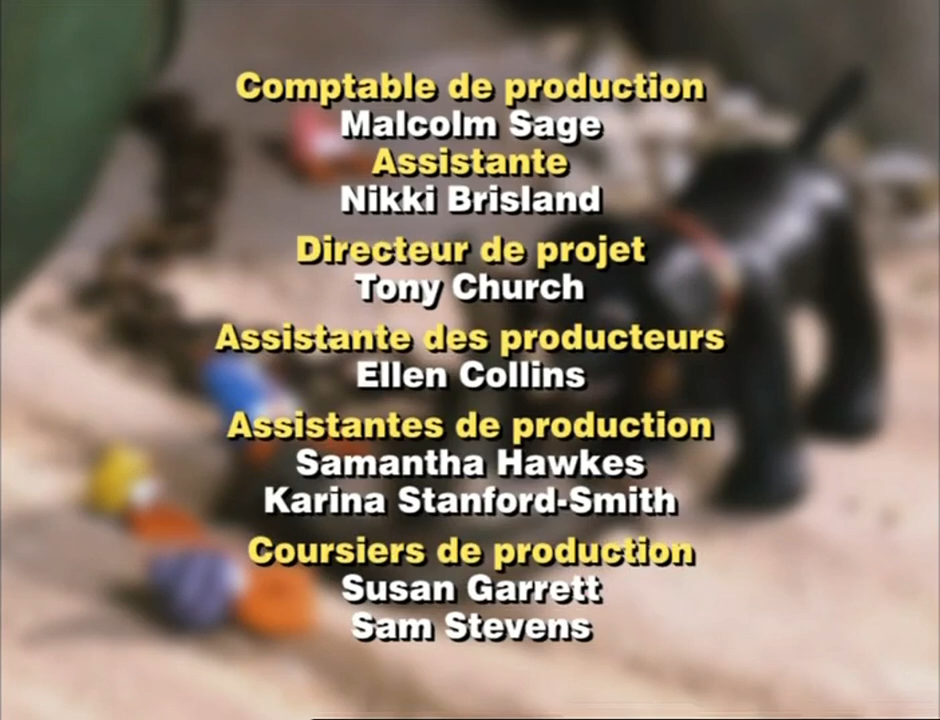 Comptable de production
Malcolm Sage
Assistante
Nikki Brisland
Directeur de projet
Tony Church
Assistante des producteurs
Ellen Collins
Assistantes de production
Samantha Hawkes
Karina Stanford-Smith
Coursiers de production
Susan Garrett
Sam Stevens